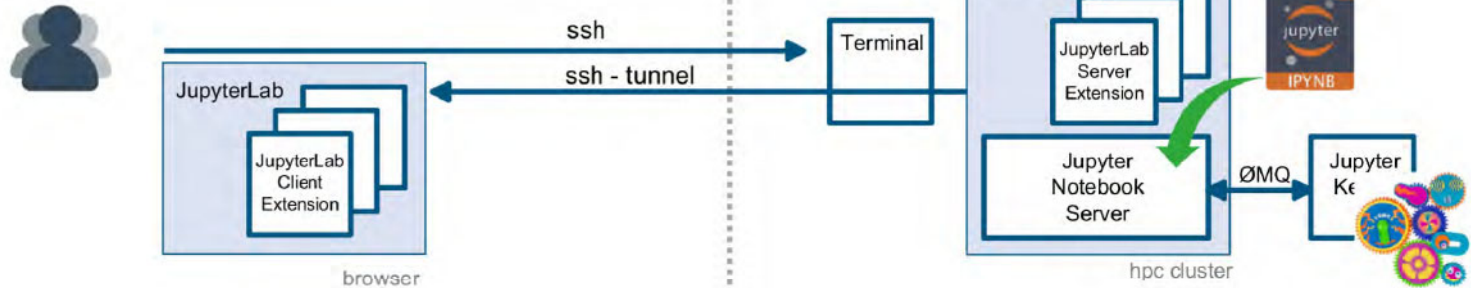 ssh
Terminal
JupyterLab
Server
Extension
jupyter
IPYNB
ssh - tunnel
JupyterLab
JupyterLab
Client
Extension
Jupyter
Notebook
Server
ØMQ
Jupyter
browser
hpc cluster